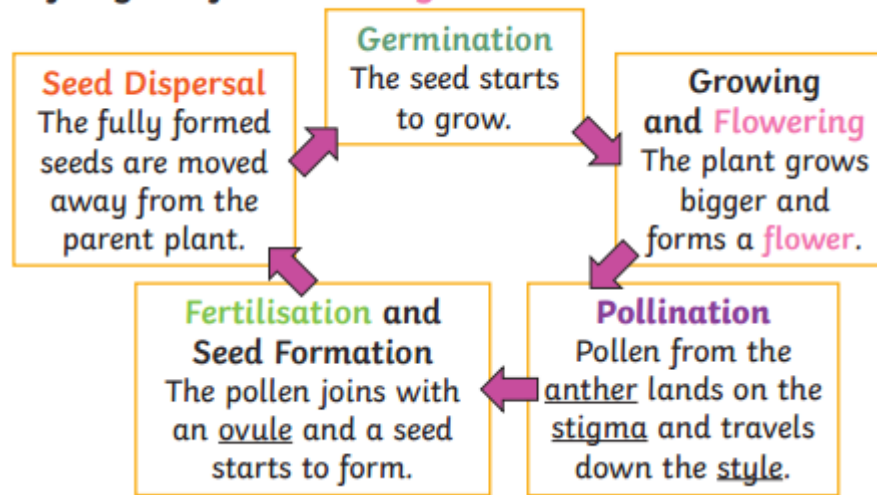 Germination
The seed starts
to grow.
Growing
and Flowering
The plant grows
bigger and
forms a flower.
Pollination
Pollen from the
anther lands on the
stigma and travels
down the style.
Fertilisation and
Seed Formation
The pollen joins with
an ovule and a seed
starts to form.
Seed Dispersal
The fully formed
seeds are moved
away from the
parent plant.